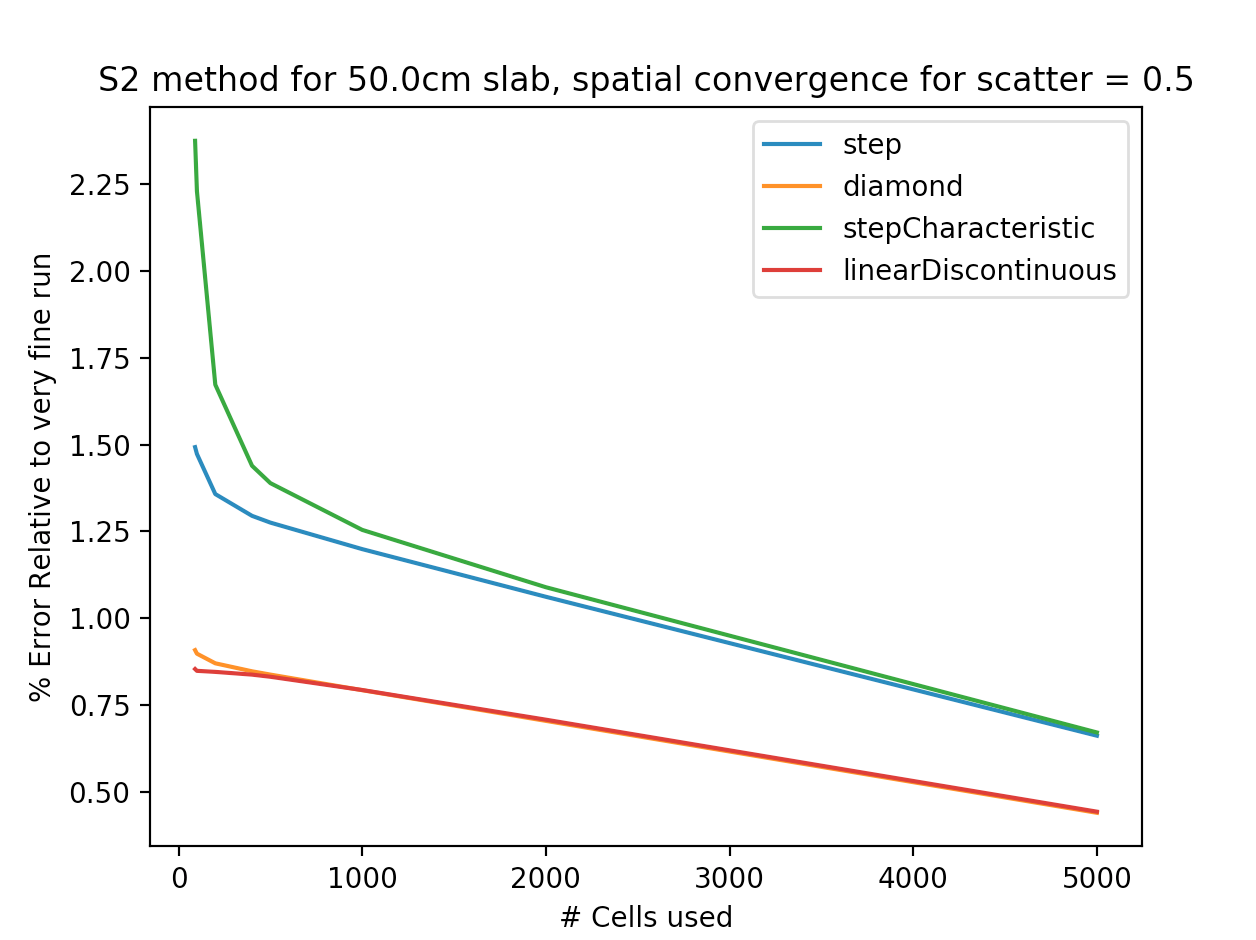 S2 method for 50.0cm slab, spatial convergence for scatter = 0.5
step
diamond
stepCharacteristic
linearDiscontinuous
% Error Relative to very fine run
2.25
2.00
1.75
1.50
1.25
1.00
0.75
0.50
0 1000 2000 3000 4000 5000
# Cells used